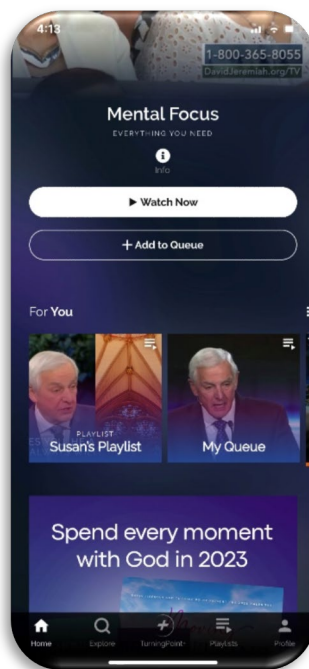 4:13
1-800-365-8055
DavidJeremiah.org/TV
Mental Focus
EVERYTHING YOU NEED
Info
Watch Now
+ Add to Queue
For You
PLAYLIST
Susan's Playlist
My Queue
Spend every moment
with God in 2023
Home
Explore
TurningPoint+
Playlists
Profile